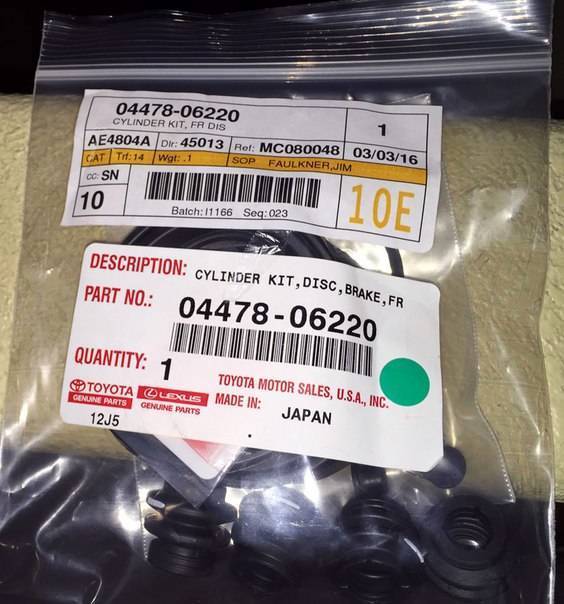 04478-06220
CYLINDER KIT, FR DIS
1
AE4804A Dlr: 45013 Ref: MC080048 03/03/16
CAT Trf: 14 Wgt: .1 SOP FAULKNER,JIM
CC: SN
10
10E
Batch: I1166 Seq: 023
DESCRIPTION: CYLINDER KIT,DISC,BRAKE,FR
PART NO.: 04478-06220
QUANTITY: 1
TOYOTA
GENUINE PARTS
LEXUS
GENUINE PARTS
TOYOTA MOTOR SALES, U.S.A., INC.
MADE IN: JAPAN
12J5